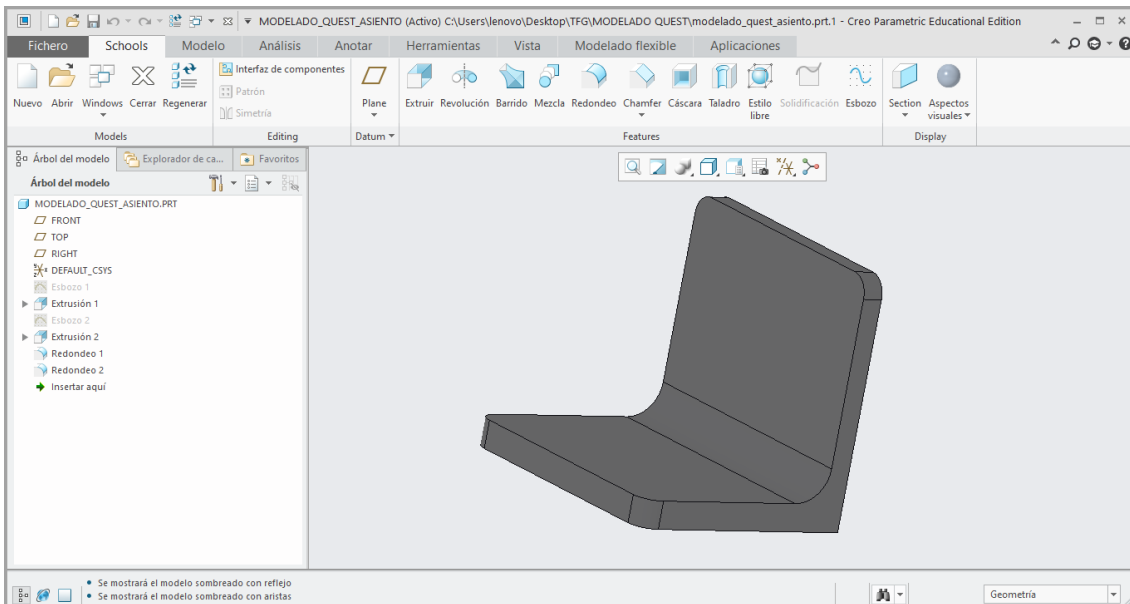 MODELADO_QUEST_ASIENTO (Activo) C:\Users\lenovo\Desktop\TFG\MODELADO QUEST\modelado_quest_asiento.prt.1 - Creo Parametric Educational Edition
Fichero Schools Modelo Análisis Anotar Herramientas Vista Modelado flexible Aplicaciones
Nuevo Abrir Windows Cerrar Regenerar
Interfaz de componentes
Patrón
Simetría
Plane
Extruir Revolución Barrido Mezcla Redondeo Chamfer Cáscara Taladro Estilo libre Solidificación Esbozo
Section Aspectos visuales
Models Editing Datum Features Display
Árbol del modelo Explorador de ca... Favoritos
Árbol del modelo
MODELADO_QUEST_ASIENTO.PRT
FRONT
TOP
RIGHT
DEFAULT_CSYS
Esbozo 1
Extrusión 1
Esbozo 2
Extrusión 2
Redondeo 1
Redondeo 2
Insertar aquí
• Se mostrará el modelo sombreado con reflejo
• Se mostrará el modelo sombreado con aristas
Geometría